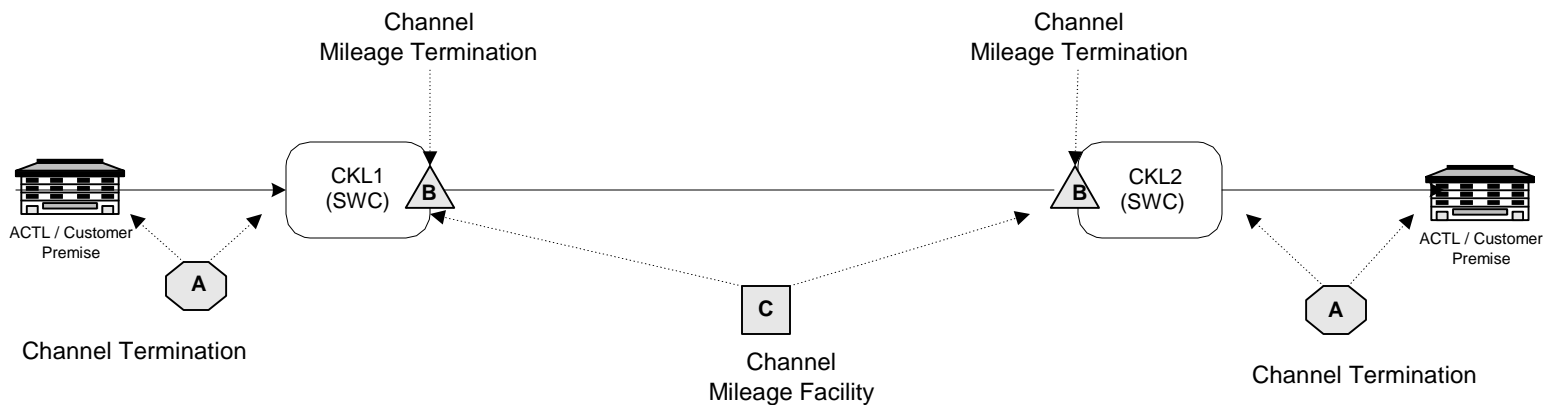 Channel
Mileage Termination
Channel
Mileage Termination
CKL1
(SWC)
B
B
CKL2
(SWC)
ACTL / Customer
Premise
ACTL / Customer
Premise
A
C
A
Channel Termination
Channel
Mileage Facility
Channel Termination